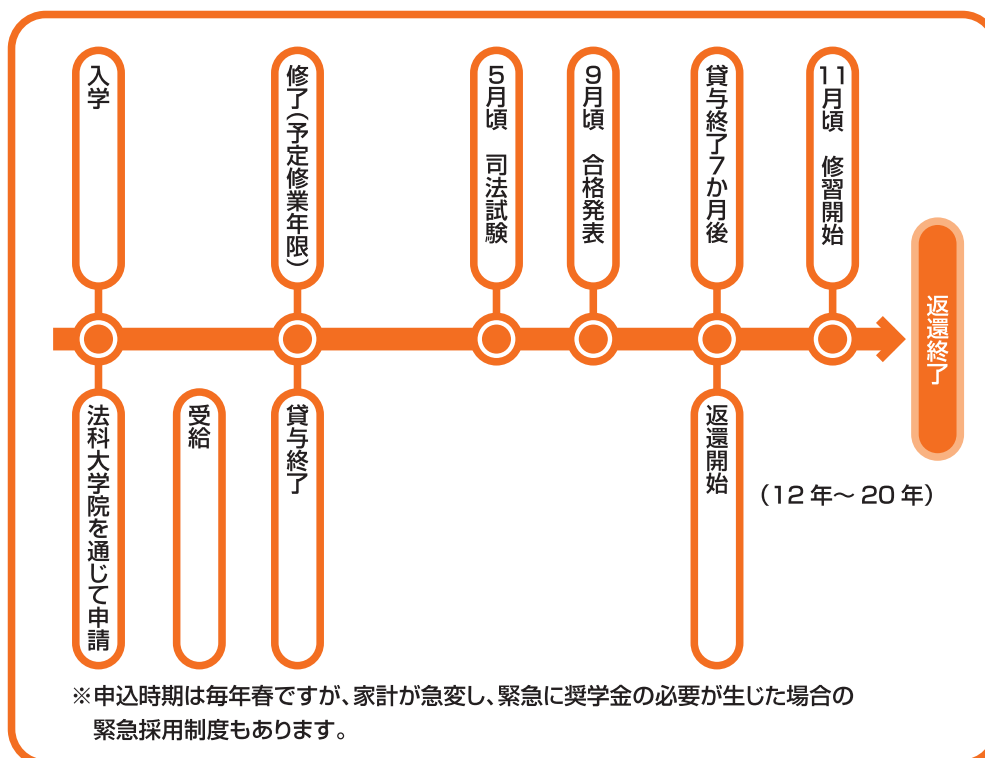 入学
修了(予定修業年限)
5月頃　司法試験
9月頃　合格発表
貸与終了7か月後
11月頃　修習開始
返還終了
法科大学院を通じて申請
受給
貸与終了
返還開始
(12年～20年)
※申込時期は毎年春ですが、家計が急変し、緊急に奨学金の必要が生じた場合の
緊急採用制度もあります。